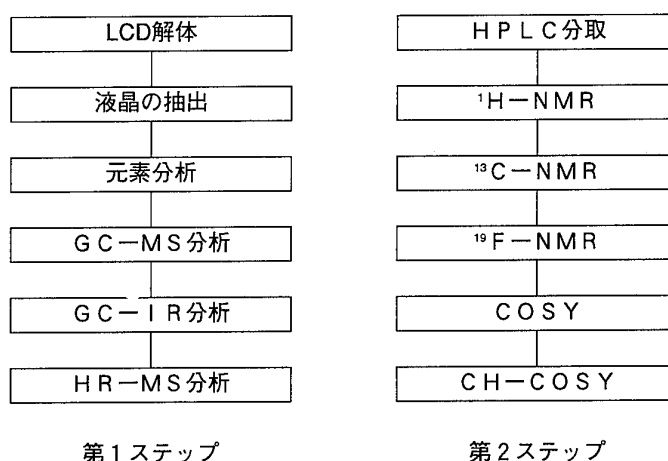 LCD解体
液晶の抽出
元素分析
GC－MS分析
GC－IR分析
HR－MS分析
第1ステップ
HPLC分取
¹H－NMR
¹³C－NMR
¹⁹F－NMR
COSY
CH－COSY
第2ステップ